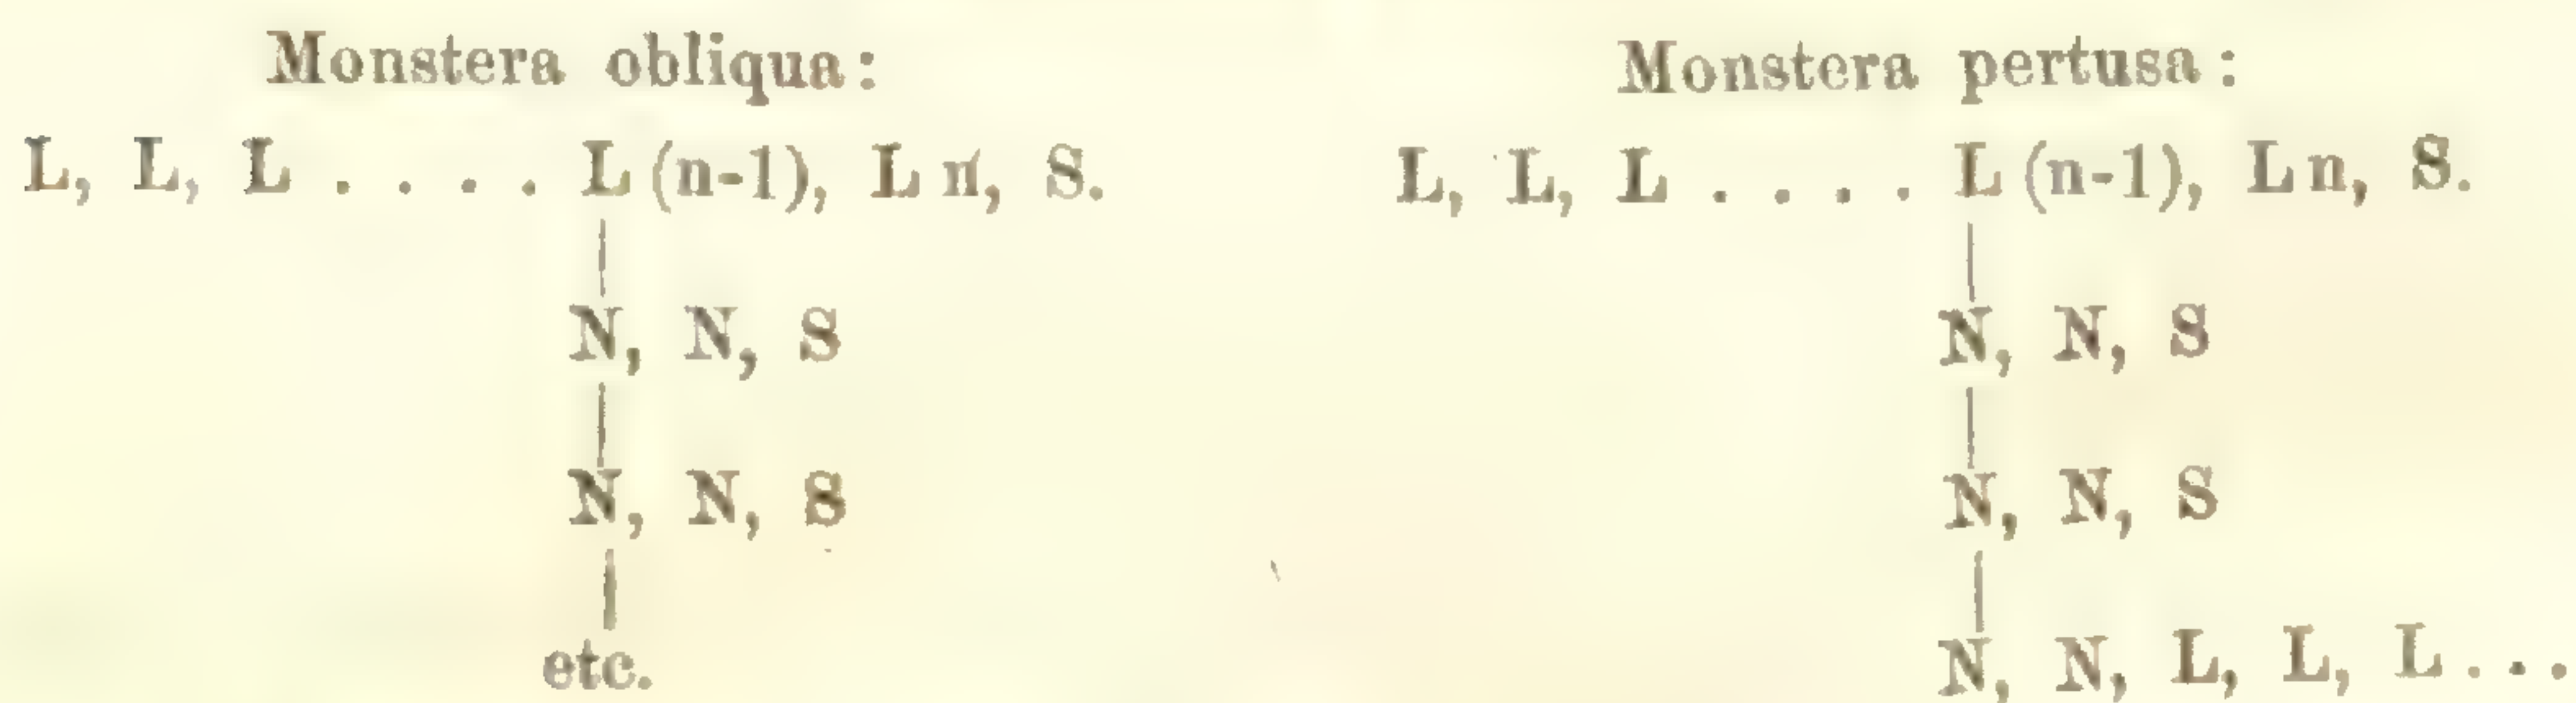 Monstera obliqua: Monstera pertusa:
L, L, L . . . . L (n-1), L n, S. L, L, L . . . . L (n-1), L n, S.
| |
N, N, S N, N, S
| |
N, N, S N, N, S
| |
etc. N, N, L, L, L . . .